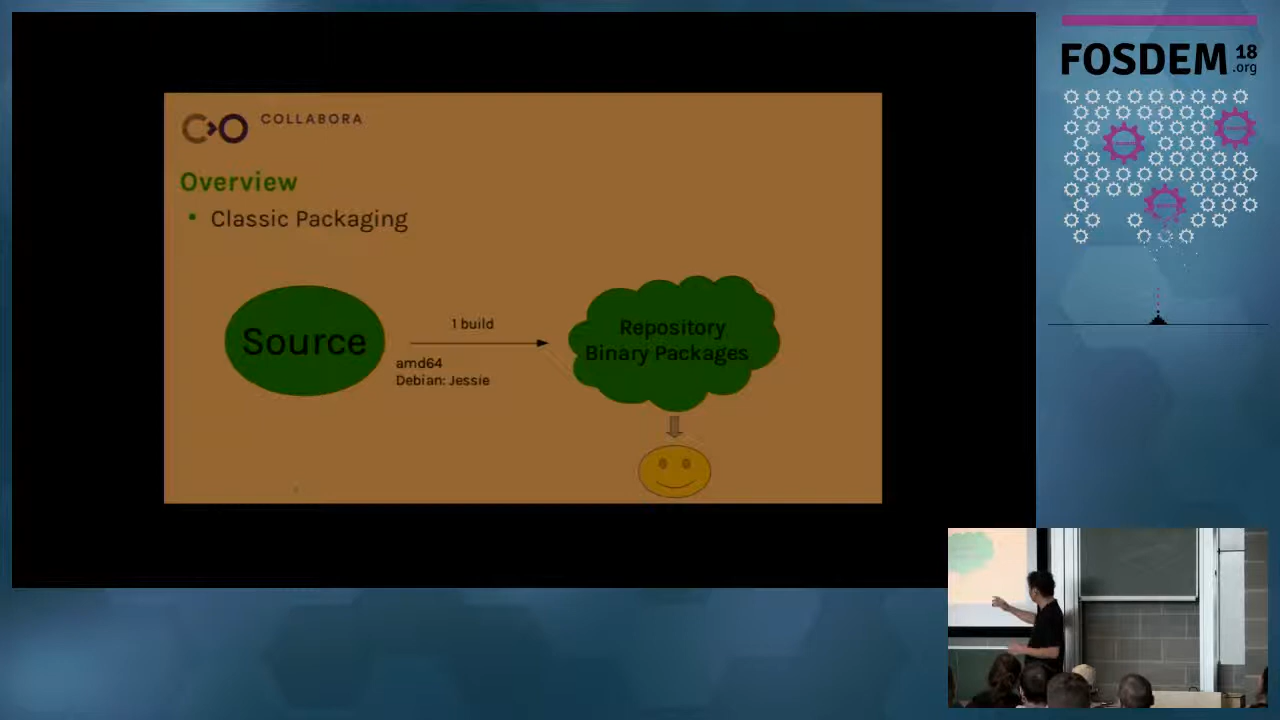 COLLABORA
Overview
• Classic Packaging
Source
1 build
amd64
Debian: Jessie
Repository
Binary Packages
FOSDEM 18
.org